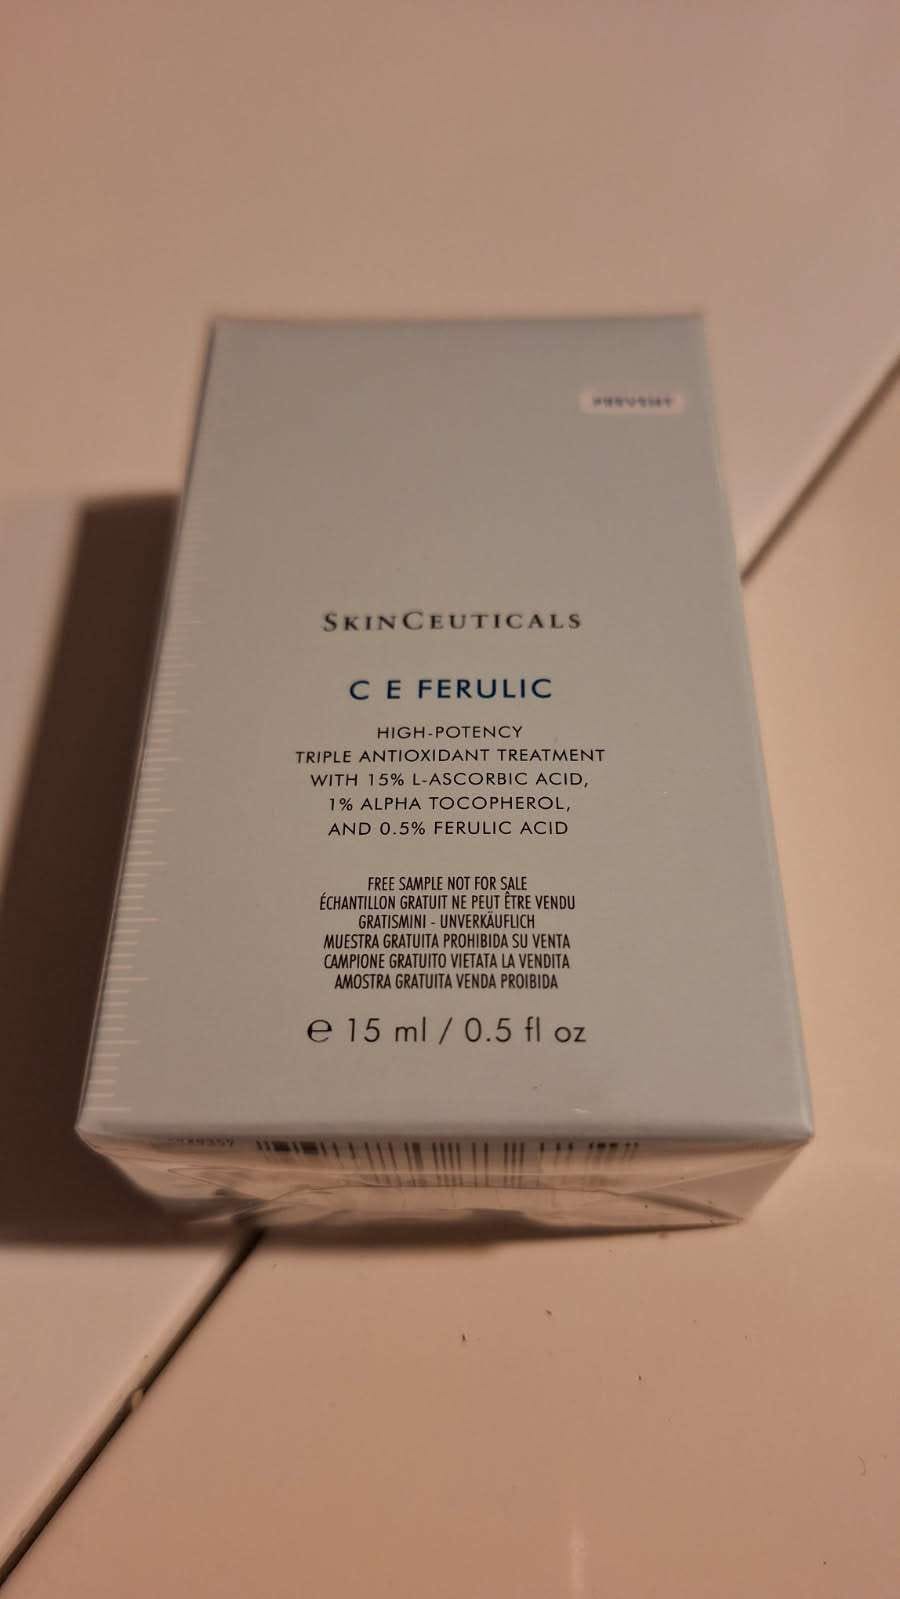 PREVENT
SKINCEUTICALS
C E FERULIC
HIGH-POTENCY
TRIPLE ANTIOXIDANT TREATMENT
WITH 15% L-ASCORBIC ACID,
1% ALPHA TOCOPHEROL,
AND 0.5% FERULIC ACID
FREE SAMPLE NOT FOR SALE
ÉCHANTILLON GRATUIT NE PEUT ÊTRE VENDU
GRATISMINI - UNVERKÄUFLICH
MUESTRA GRATUITA PROHIBIDA SU VENTA
CAMPIONE GRATUITO VIETATA LA VENDITA
AMOSTRA GRATUITA VENDA PROIBIDA
e 15 ml / 0.5 fl oz